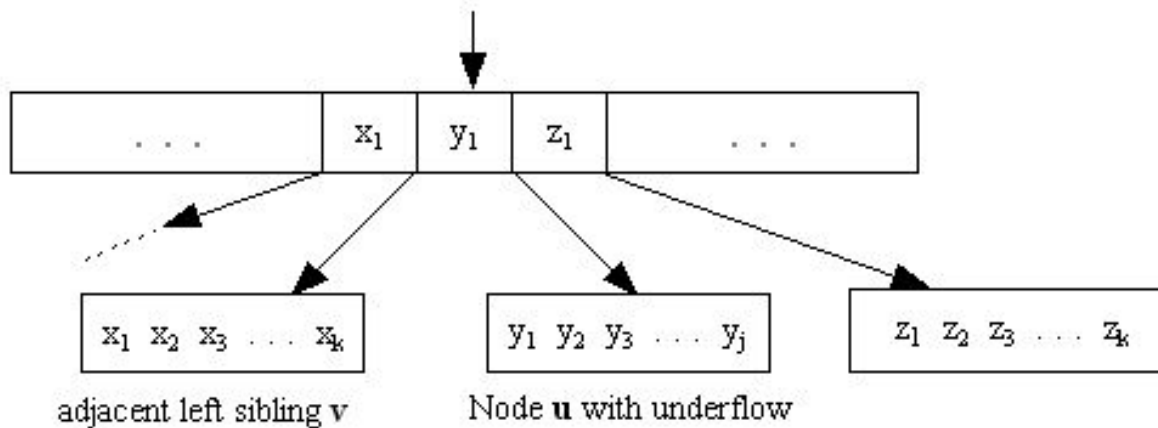 . . . x₁ y₁ z₁ . . .
x₁ x₂ x₃ .... xₖ y₁ y₂ y₃ .... yⱼ z₁ z₂ z₃ .... zₖ
adjacent left sibling v Node u with underflow